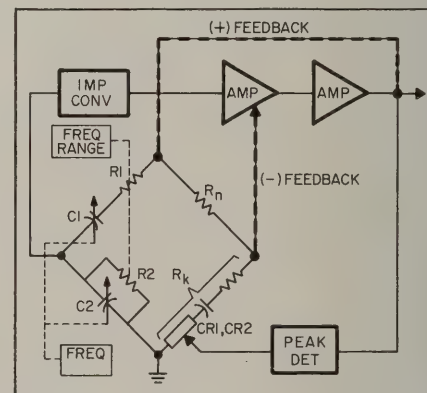 (+) FEEDBACK
IMP
CONV
AMP
AMP
FREQ
RANGE
R1
Rn
(-) FEEDBACK
C1
R2
Rk
C2
CR1, CR2
FREQ
PEAK
DET